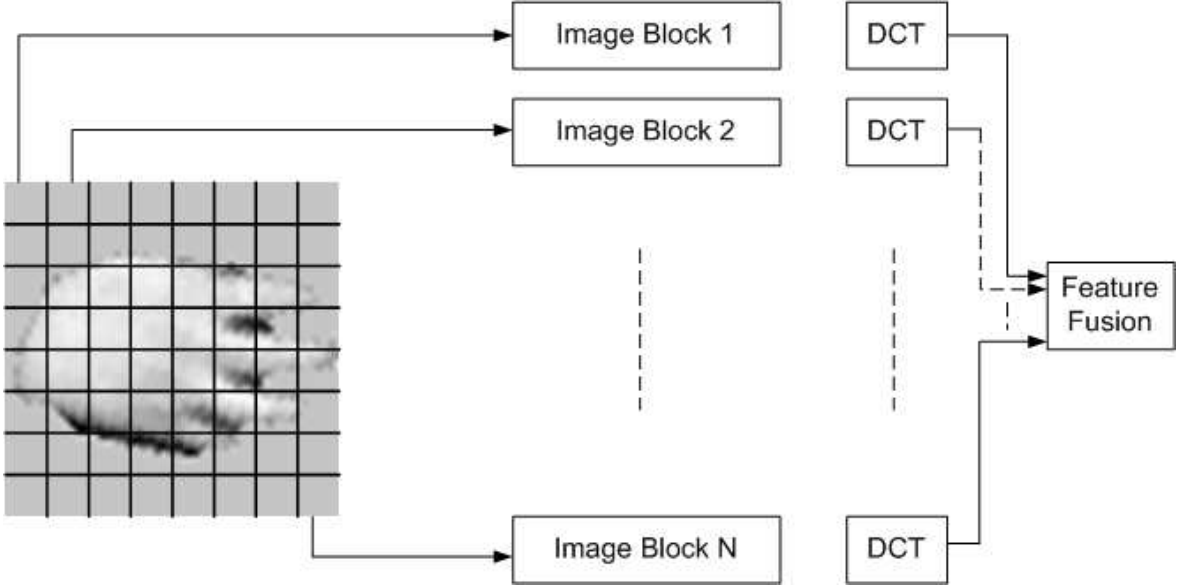 Image Block 1
DCT
Image Block 2
DCT
Feature
Fusion
Image Block N
DCT